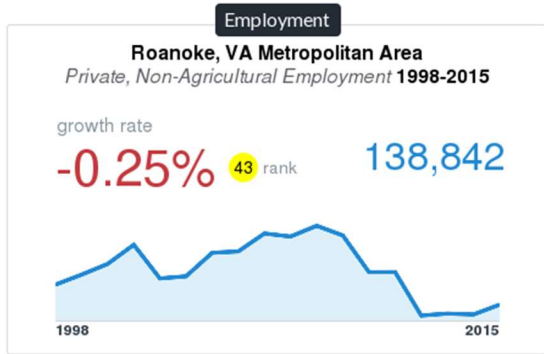 Employment
Roanoke, VA Metropolitan Area
Private, Non-Agricultural Employment 1998-2015
growth rate
-0.25% 43 rank 138,842
1998 2015